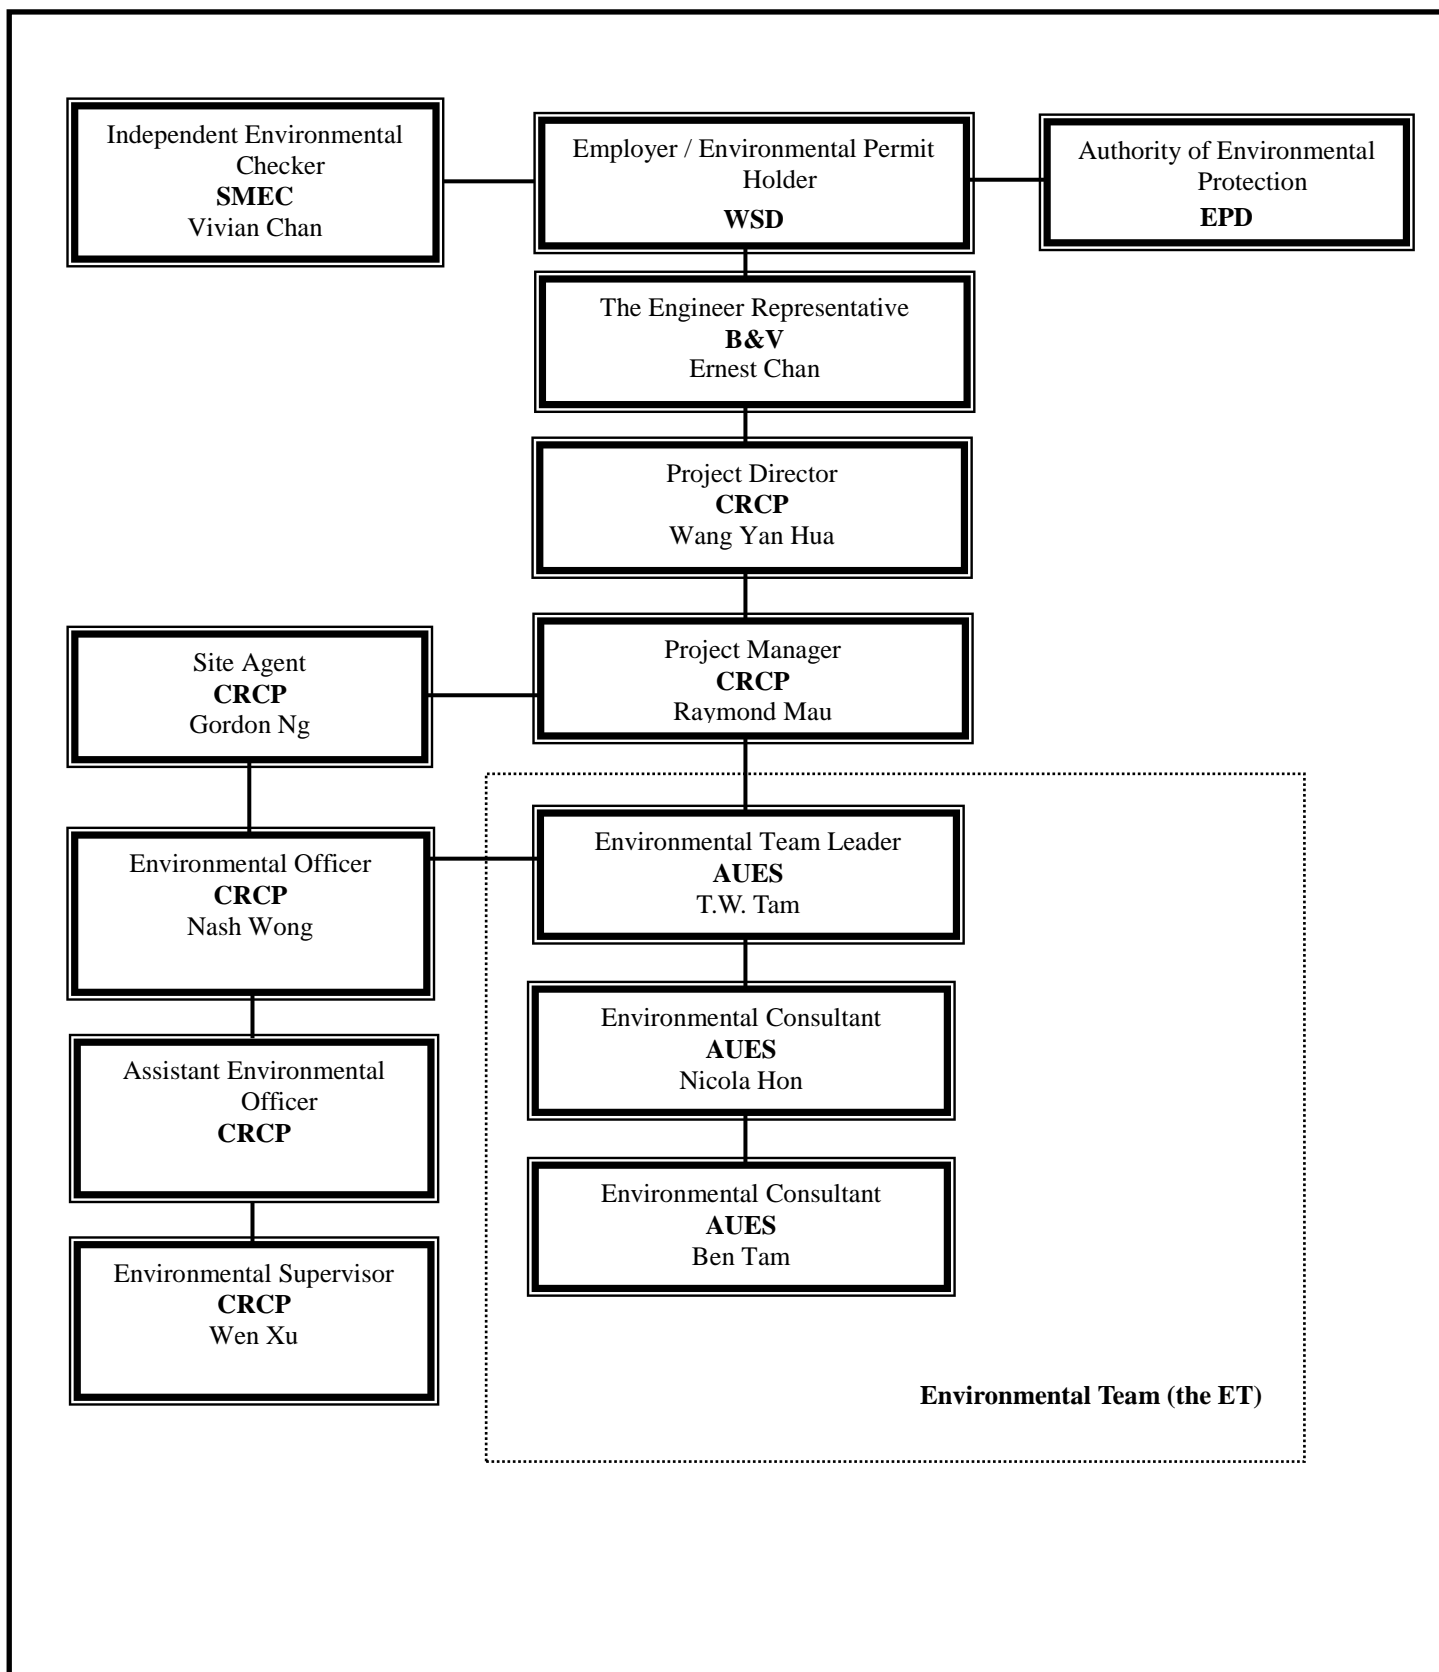 Independent Environmental
Checker
SMEC
Vivian Chan
Employer / Environmental Permit
Holder
WSD
Authority of Environmental
Protection
EPD
The Engineer Representative
B&V
Ernest Chan
Project Director
CRCP
Wang Yan Hua
Site Agent
CRCP
Gordon Ng
Project Manager
CRCP
Raymond Mau
Environmental Officer
CRCP
Nash Wong
Environmental Team Leader
AUES
T.W. Tam
Assistant Environmental
Officer
CRCP
Environmental Consultant
AUES
Nicola Hon
Environmental Supervisor
CRCP
Wen Xu
Environmental Consultant
AUES
Ben Tam
Environmental Team (the ET)